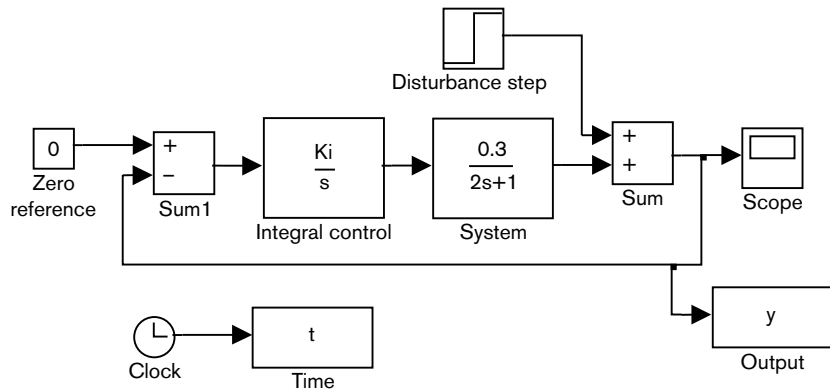 Disturbance step
0
Zero
reference
+
−
Sum1
Ki
s
Integral control
0.3
2s+1
System
+
+
Sum
Scope
y
Output
t
Clock
Time